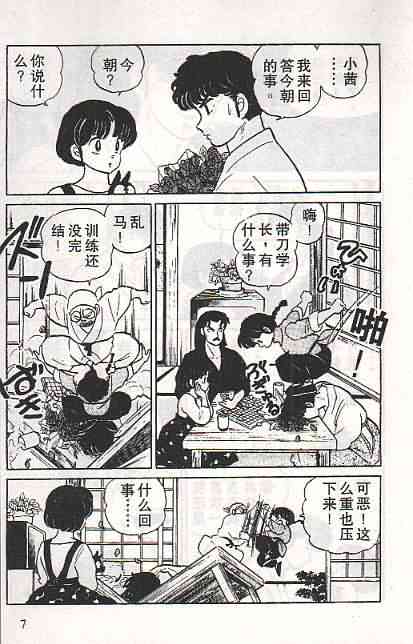 小茜
……
我来回
答今朝
的事。
今
朝？
你说什
么？
嗨！
带刀学
长，有
什么事？
啪！
乱
马！
训练还
没完
结！
可恶！这
么重也压
下来！
什么回
事……
7